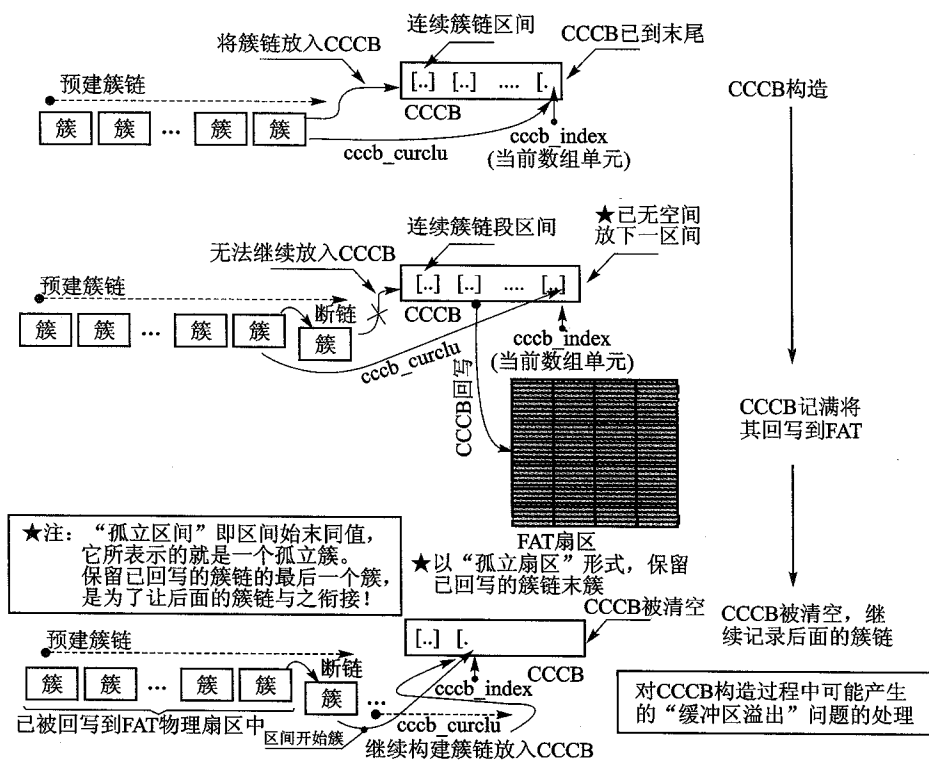 连续簇链区间
将簇链放入CCCB
CCCB已到末尾
预建簇链
[..] [..] .... [.
CCCB构造
CCCB
簇 簇 ... 簇 簇
cccb_curclu
cccb_index
(当前数组单元)
★已无空间
放下一区间
连续簇链段区间
无法继续放入CCCB
预建簇链
[..] [..] .... [..]
断链
CCCB
簇 簇 ... 簇 簇
簇
cccb_curclu
cccb_index
(当前数组单元)
CCCB回写
CCCB记满将
其回写到FAT
FAT扇区
★注：“孤立区间”即区间始末同值，
它所表示的就是一个孤立簇。
保留已回写的簇链的最后一个簇，
是为了让后面的簇链与之衔接！
★以“孤立扇区”形式，保留
已回写的簇链末簇
CCCB被清空
CCCB被清空，继
续记录后面的簇链
预建簇链
[..] [.
断链
CCCB
簇 簇 ... 簇 簇
簇 ...
cccb_index
已被回写到FAT物理扇区中
区间开始簇
cccb_curclu
继续构建簇链放入CCCB
对CCCB构造过程中可能产生
的“缓冲区溢出”问题的处理